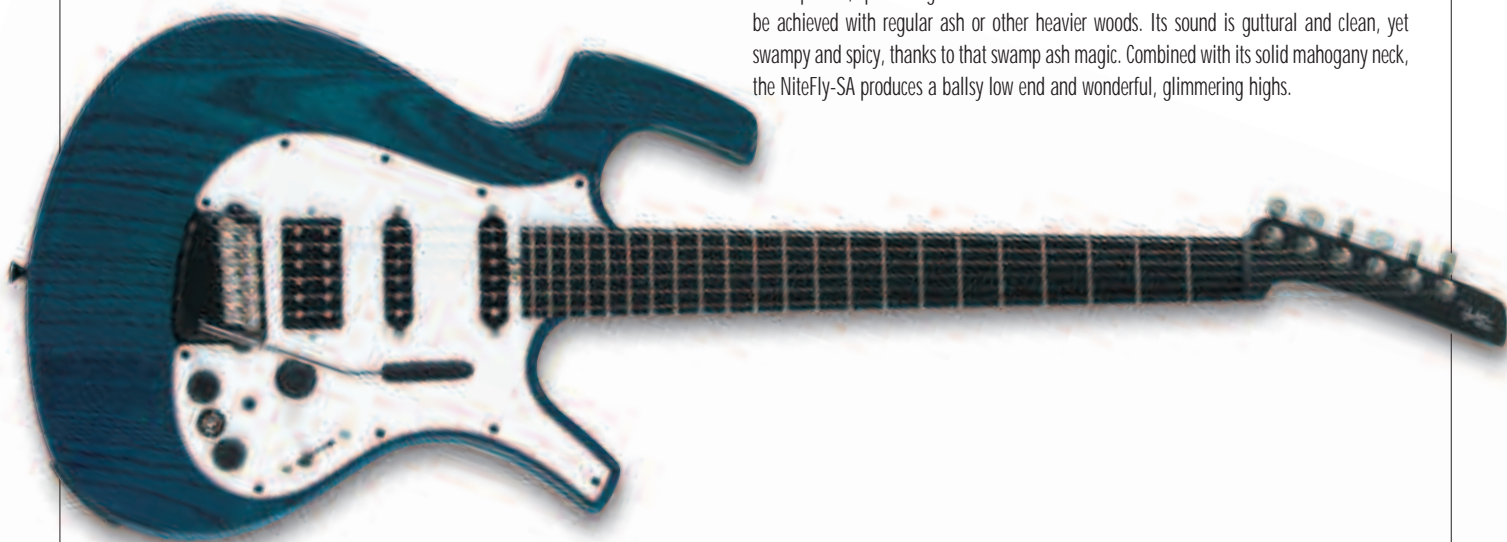 be achieved with regular ash or other heavier woods. Its sound is guttural and clean, yet
swampy and spicy, thanks to that swamp ash magic. Combined with its solid mahogany neck,
the NiteFly-SA produces a ballsy low end and wonderful, glimmering highs.